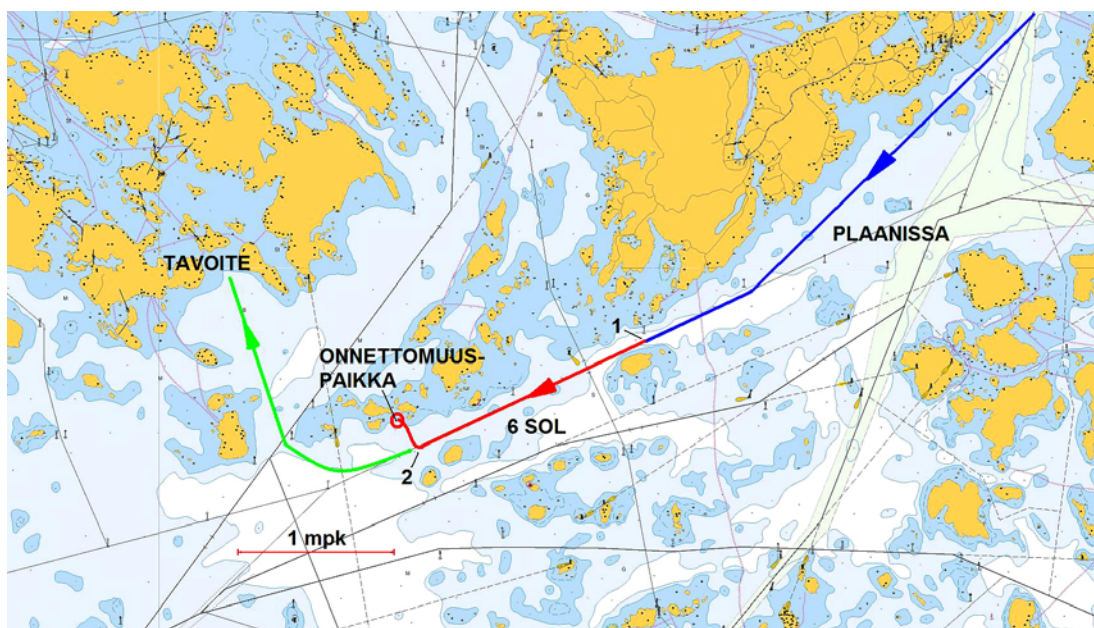 PLAANISSA
TAVOITE
1
ONNETTOMUUS-
PAIKKA
6 SOL
2
1 mpk